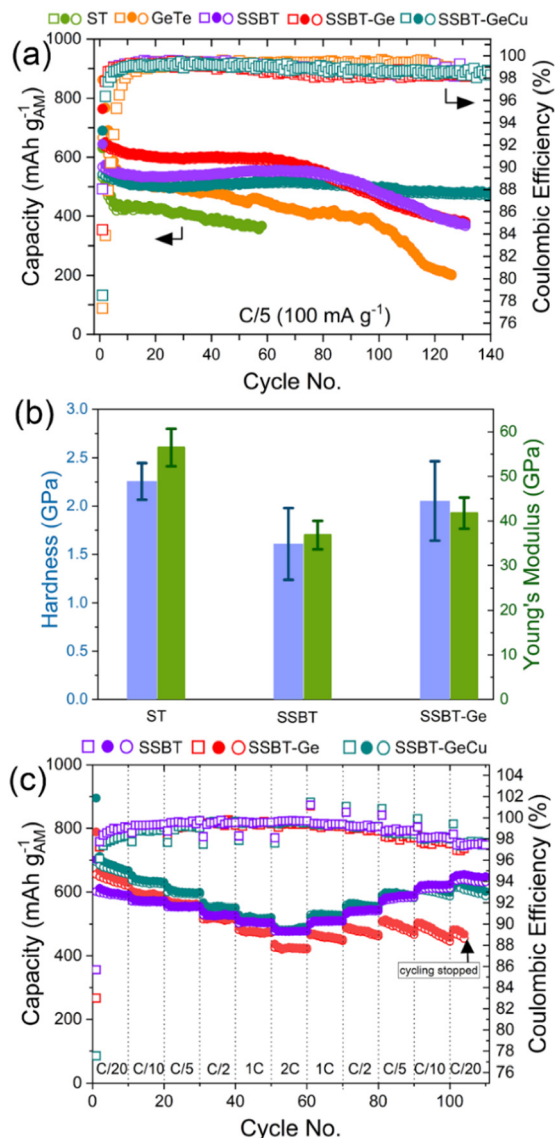 (a)
ST GeTe SSBT SSBT-Ge SSBT-GeCu
Capacity (mAh g⁻¹AM)
1000
800
600
400
200
0
C/5 (100 mA g⁻¹)
0 20 40 60 80 100 120 140
Cycle No.
100
98
96
94
92
90
88
86
84
82
80
78
76
Coulombic Efficiency (%)
(b)
Hardness (GPa)
3.0
2.5
2.0
1.5
1.0
0.5
0.0
ST SSBT SSBT-Ge
60
50
40
30
20
10
0
Young's Modulus (GPa)
SSBT SSBT-Ge SSBT-GeCu
(c)
Capacity (mAh g⁻¹AM)
1000
800
600
400
200
0
cycling stopped
C/20 C/10 C/5 C/2 1C 2C 1C C/2 C/5 C/10 C/20
0 20 40 60 80 100
Cycle No.
104
102
100
98
96
94
92
90
88
86
84
82
80
78
76
Coulombic Efficiency (%)